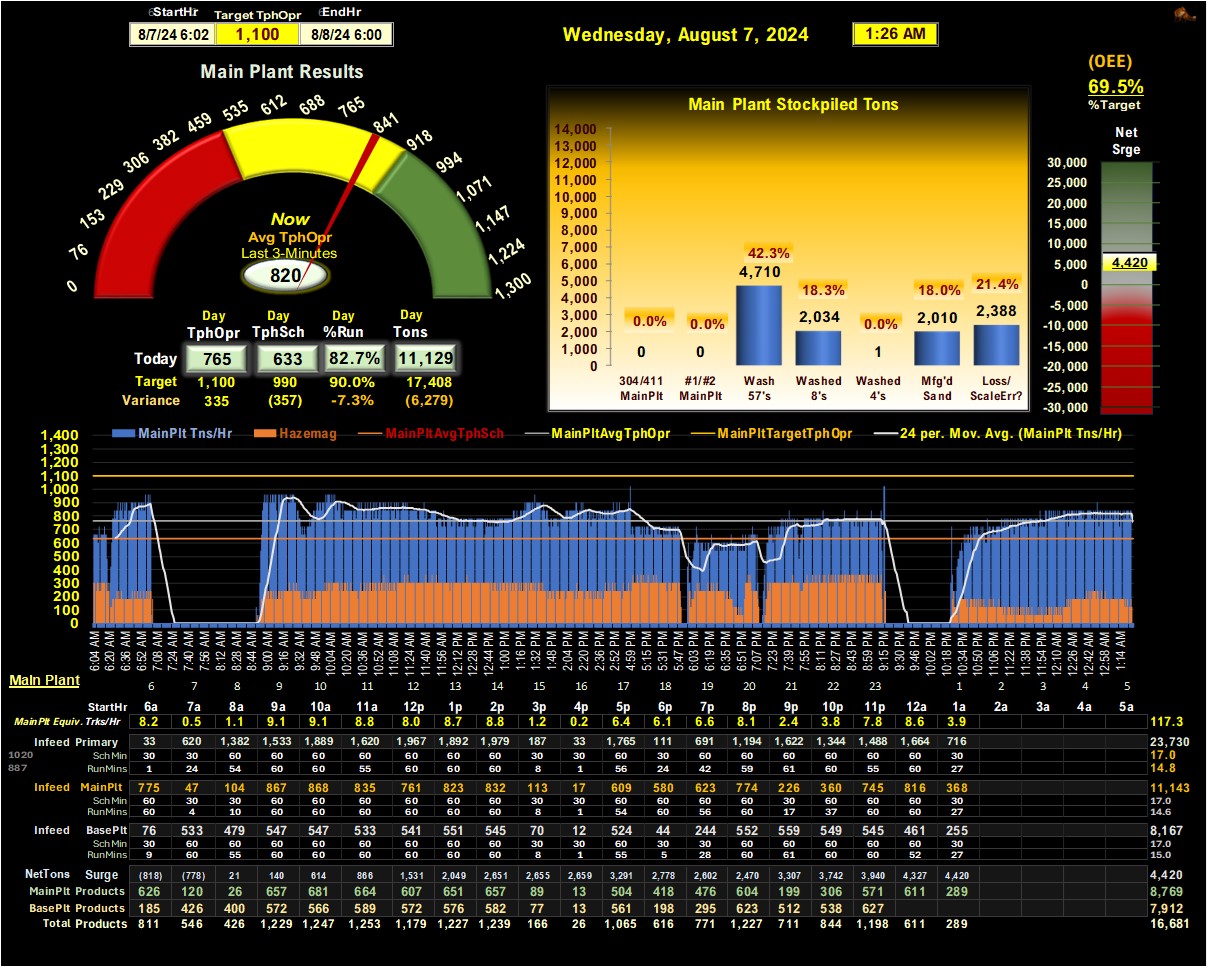 StartHr Target TphOpr EndHr
8/7/24 6:02 1,100 8/8/24 6:00
Wednesday, August 7, 2024 1:26 AM
(OEE)
69.5%
%Target
Main Plant Results
0 76 153 229 306 382 459 535 612 688 765 841 918 994 1,071 1,147 1,224 1,300
Now
Avg TphOpr
Last 3-Minutes
820
Day Day Day Day
TphOpr TphSch %Run Tons
Today 765 633 82.7% 11,129
Target 1,100 990 90.0% 17,408
Variance 335 (357) -7.3% (6,279)
Main Plant Stockpiled Tons
14,000
13,000
12,000
11,000
10,000
9,000
8,000
7,000
6,000
5,000
4,000
3,000
2,000
1,000
0
0.0% 0.0% 42.3% 18.3% 0.0% 18.0% 21.4%
0 0 4,710 2,034 1 2,010 2,388
304/411 #1/#2 Wash Washed Washed Mfg'd Loss/
MainPlt MainPlt 57's 8's 4's Sand ScaleErr?
Net
Srge
30,000
25,000
20,000
15,000
10,000
5,000
0
-5,000
-10,000
-15,000
-20,000
-25,000
-30,000
4,420
MainPlt Tns/Hr Hazemag MainPltAvgTphSch MainPltAvgTphOpr MainPltTargetTphOpr 24 per. Mov. Avg. (MainPlt Tns/Hr)
1,400
1,300
1,200
1,100
1,000
900
800
700
600
500
400
300
200
100
0
6:04 AM 6:20 AM 6:36 AM 6:52 AM 7:08 AM 7:24 AM 7:40 AM 7:56 AM 8:12 AM 8:28 AM 8:44 AM 9:00 AM 9:16 AM 9:32 AM 9:48 AM 10:04 AM 10:20 AM 10:36 AM 10:52 AM 11:08 AM 11:24 AM 11:40 AM 11:56 AM 12:12 PM 12:28 PM 12:44 PM 1:00 PM 1:16 PM 1:32 PM 1:48 PM 2:04 PM 2:20 PM 2:36 PM 2:52 PM 4:59 PM 5:15 PM 5:31 PM 5:47 PM 6:03 PM 6:19 PM 6:35 PM 6:51 PM 7:07 PM 7:23 PM 7:39 PM 7:55 PM 8:11 PM 8:27 PM 8:43 PM 8:59 PM 9:15 PM 9:30 PM 9:46 PM 10:02 PM 10:34 PM 10:50 PM 11:06 PM 11:22 PM 11:38 PM 11:54 PM 12:10 AM 12:26 AM 12:42 AM 12:58 AM 1:14 AM
Main Plant
6 7 8 9 10 11 12 13 14 15 16 17 18 19 20 21 22 23 1 2 3 4 5
StartHr 6a 7a 8a 9a 10a 11a 12p 1p 2p 3p 4p 5p 6p 7p 8p 9p 10p 11p 12a 1a 2a 3a 4a 5a
MainPlt Equiv. Trks/Hr 8.2 0.5 1.1 9.1 9.1 8.8 8.0 8.7 8.8 1.2 0.2 6.4 6.1 6.6 8.1 2.4 3.8 7.8 8.6 3.9 117.3
Infeed Primary 33 620 1,382 1,533 1,889 1,620 1,967 1,892 1,979 187 33 1,765 111 691 1,194 1,622 1,344 1,488 1,664 716 23,730
1020 Sch Min 30 30 60 60 60 60 60 60 60 30 30 60 60 60 60 60 60 60 60 30 17.0
887 RunMins 1 24 54 60 60 55 60 60 60 8 1 56 24 42 59 61 60 55 60 27 14.8
Infeed MainPlt 775 47 104 867 868 835 761 823 832 113 17 609 580 623 774 226 360 745 816 368 11,143
Sch Min 60 30 30 60 60 60 60 60 60 30 30 60 60 60 60 30 60 60 60 30 17.0
RunMins 60 4 10 60 60 60 60 60 60 8 1 54 60 56 60 17 37 60 60 27 14.6
Infeed BasePlt 76 533 479 547 547 533 541 551 545 70 12 524 44 244 552 559 549 545 461 255 8,167
Sch Min 30 60 60 60 60 60 60 60 60 30 30 60 60 60 60 60 60 60 60 30 17.0
RunMins 9 60 55 60 60 60 60 60 60 8 1 55 5 28 60 61 60 60 52 27 15.0
NetTons Surge (818) (778) 21 140 614 866 1,531 2,049 2,651 2,655 2,659 3,291 2,778 2,602 2,470 3,307 3,742 3,940 4,327 4,420 4,420
MainPlt Products 626 120 26 657 681 664 607 651 657 89 13 504 418 476 604 199 306 571 611 289 8,769
BasePlt Products 185 426 400 572 566 589 572 576 582 77 13 561 198 295 623 512 538 627 7,912
Total Products 811 546 426 1,229 1,247 1,253 1,179 1,227 1,239 166 26 1,065 616 771 1,227 711 844 1,198 611 289 16,681